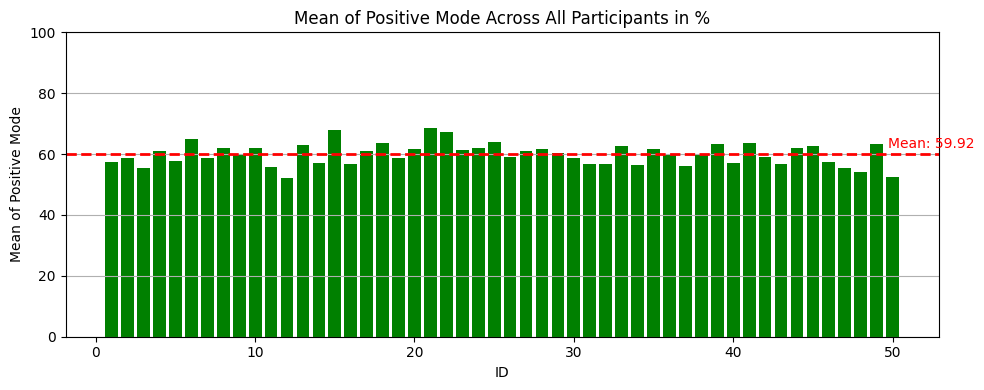 Mean of Positive Mode Across All Participants in %
100
80
60
40
20
0
Mean of Positive Mode
Mean: 59.92
0 10 20 30 40 50
ID